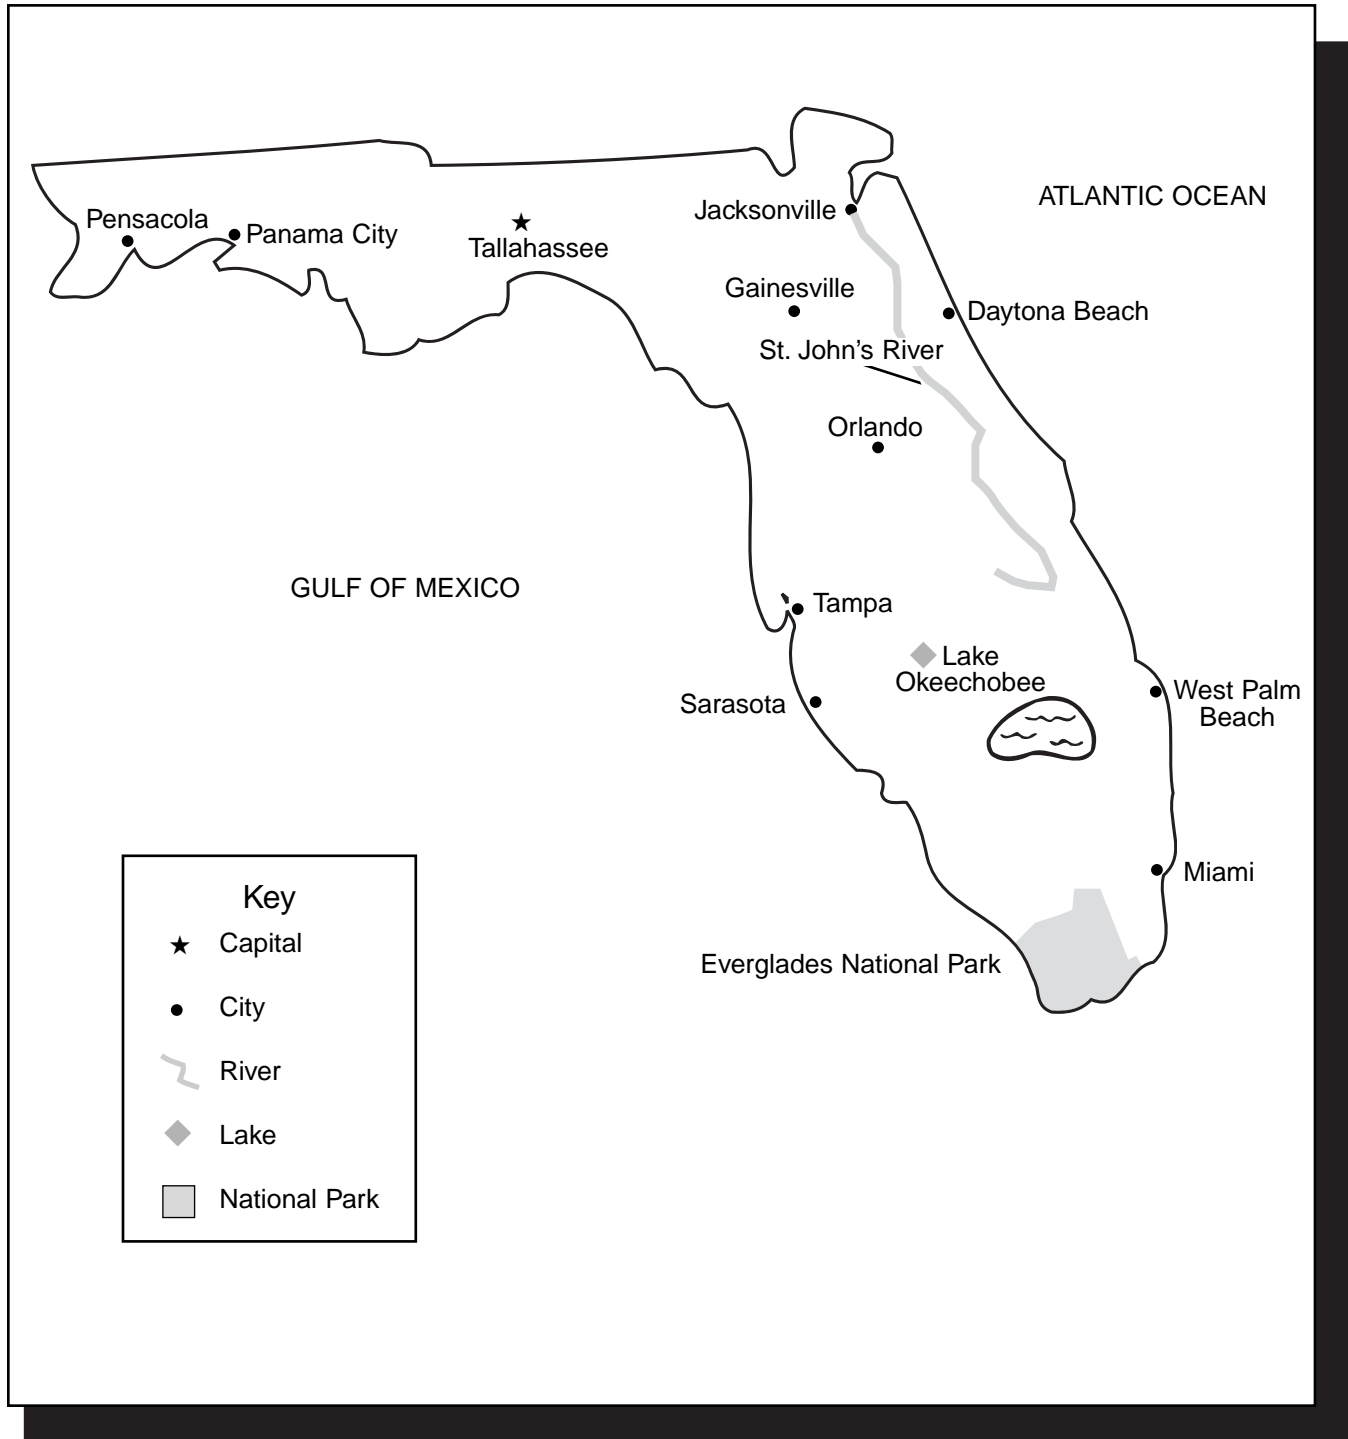 ATLANTIC OCEAN
Jacksonville
Pensacola
Panama City
Tallahassee
Gainesville
Daytona Beach
St. John’s River
Orlando
GULF OF MEXICO
Tampa
Lake
Okeechobee
Sarasota
West Palm
Beach
Miami
Everglades National Park
Key
Capital
City
River
Lake
National Park